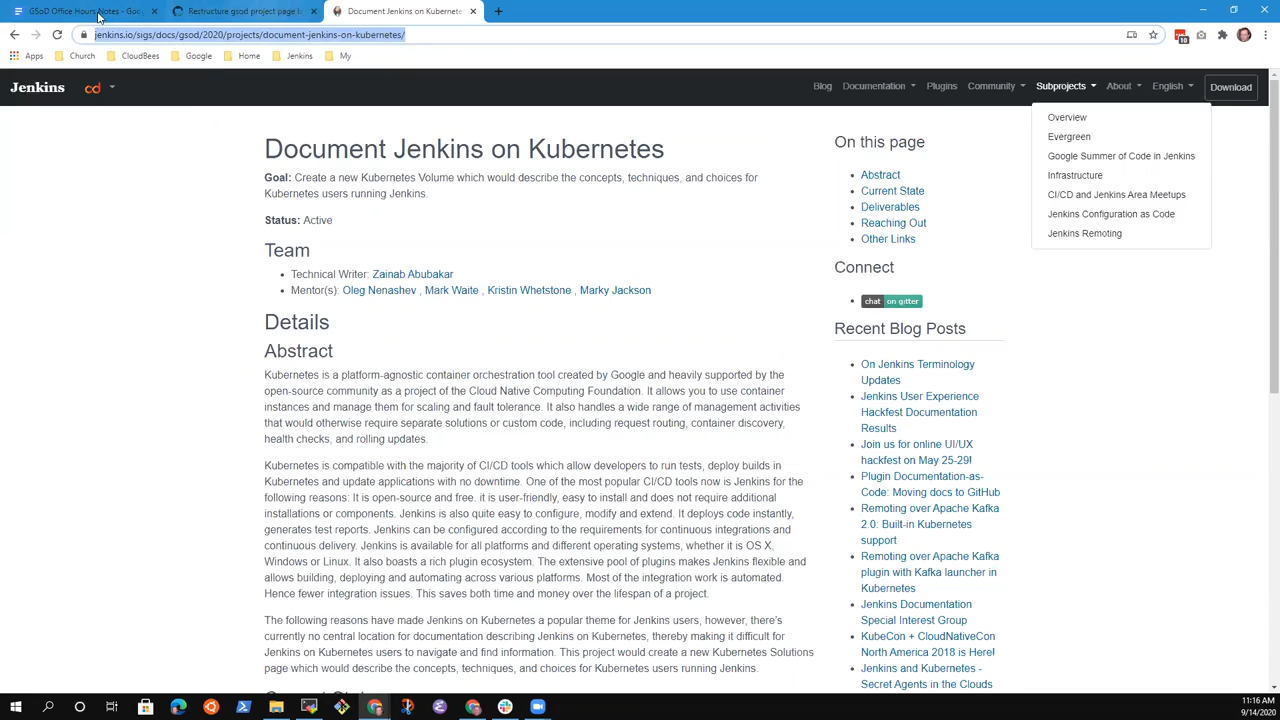 GSoD Office Hours Notes - Goo
Restructure gsod project page b
Document Jenkins on Kubernete
jenkins.io/sigs/docs/gsod/2020/projects/document-jenkins-on-kubernetes/
10
Apps
Church
CloudBees
Google
Home
Jenkins
My
Jenkins
cd
Blog
Documentation
Plugins
Community
Subprojects
About
English
Download
Overview
Evergreen
Google Summer of Code in Jenkins
Infrastructure
CI/CD and Jenkins Area Meetups
Jenkins Configuration as Code
Jenkins Remoting
Document Jenkins on Kubernetes
Goal: Create a new Kubernetes Volume which would describe the concepts, techniques, and choices for
Kubernetes users running Jenkins.
Status: Active
Team
Technical Writer: Zainab Abubakar
Mentor(s): Oleg Nenashev , Mark Waite , Kristin Whetstone , Marky Jackson
Details
Abstract
Kubernetes is a platform-agnostic container orchestration tool created by Google and heavily supported by the
open-source community as a project of the Cloud Native Computing Foundation. It allows you to use container
instances and manage them for scaling and fault tolerance. It also handles a wide range of management activities
that would otherwise require separate solutions or custom code, including request routing, container discovery,
health checks, and rolling updates.
Kubernetes is compatible with the majority of CI/CD tools which allow developers to run tests, deploy builds in
Kubernetes and update applications with no downtime. One of the most popular CI/CD tools now is Jenkins for the
following reasons: It is open-source and free. it is user-friendly, easy to install and does not require additional
installations or components. Jenkins is also quite easy to configure, modify and extend. It deploys code instantly,
generates test reports. Jenkins can be configured according to the requirements for continuous integrations and
continuous delivery. Jenkins is available for all platforms and different operating systems, whether it is OS X,
Windows or Linux. It also boasts a rich plugin ecosystem. The extensive pool of plugins makes Jenkins flexible and
allows building, deploying and automating across various platforms. Most of the integration work is automated.
Hence fewer integration issues. This saves both time and money over the lifespan of a project.
The following reasons have made Jenkins on Kubernetes a popular theme for Jenkins users, however, there's
currently no central location for documentation describing Jenkins on Kubernetes, thereby making it difficult for
Jenkins on Kubernetes users to navigate and find information. This project would create a new Kubernetes Solutions
page which would describe the concepts, techniques, and choices for Kubernetes users running Jenkins.
On this page
Abstract
Current State
Deliverables
Reaching Out
Other Links
Connect
chat on gitter
Recent Blog Posts
On Jenkins Terminology
Updates
Jenkins User Experience
Hackfest Documentation
Results
Join us for online UI/UX
hackfest on May 25-29!
Plugin Documentation-as-
Code: Moving docs to GitHub
Remoting over Apache Kafka
2.0: Built-in Kubernetes
support
Remoting over Apache Kafka
plugin with Kafka launcher in
Kubernetes
Jenkins Documentation
Special Interest Group
KubeCon + CloudNativeCon
North America 2018 is Here!
Jenkins and Kubernetes -
Secret Agents in the Clouds
11:16 AM
9/14/2020